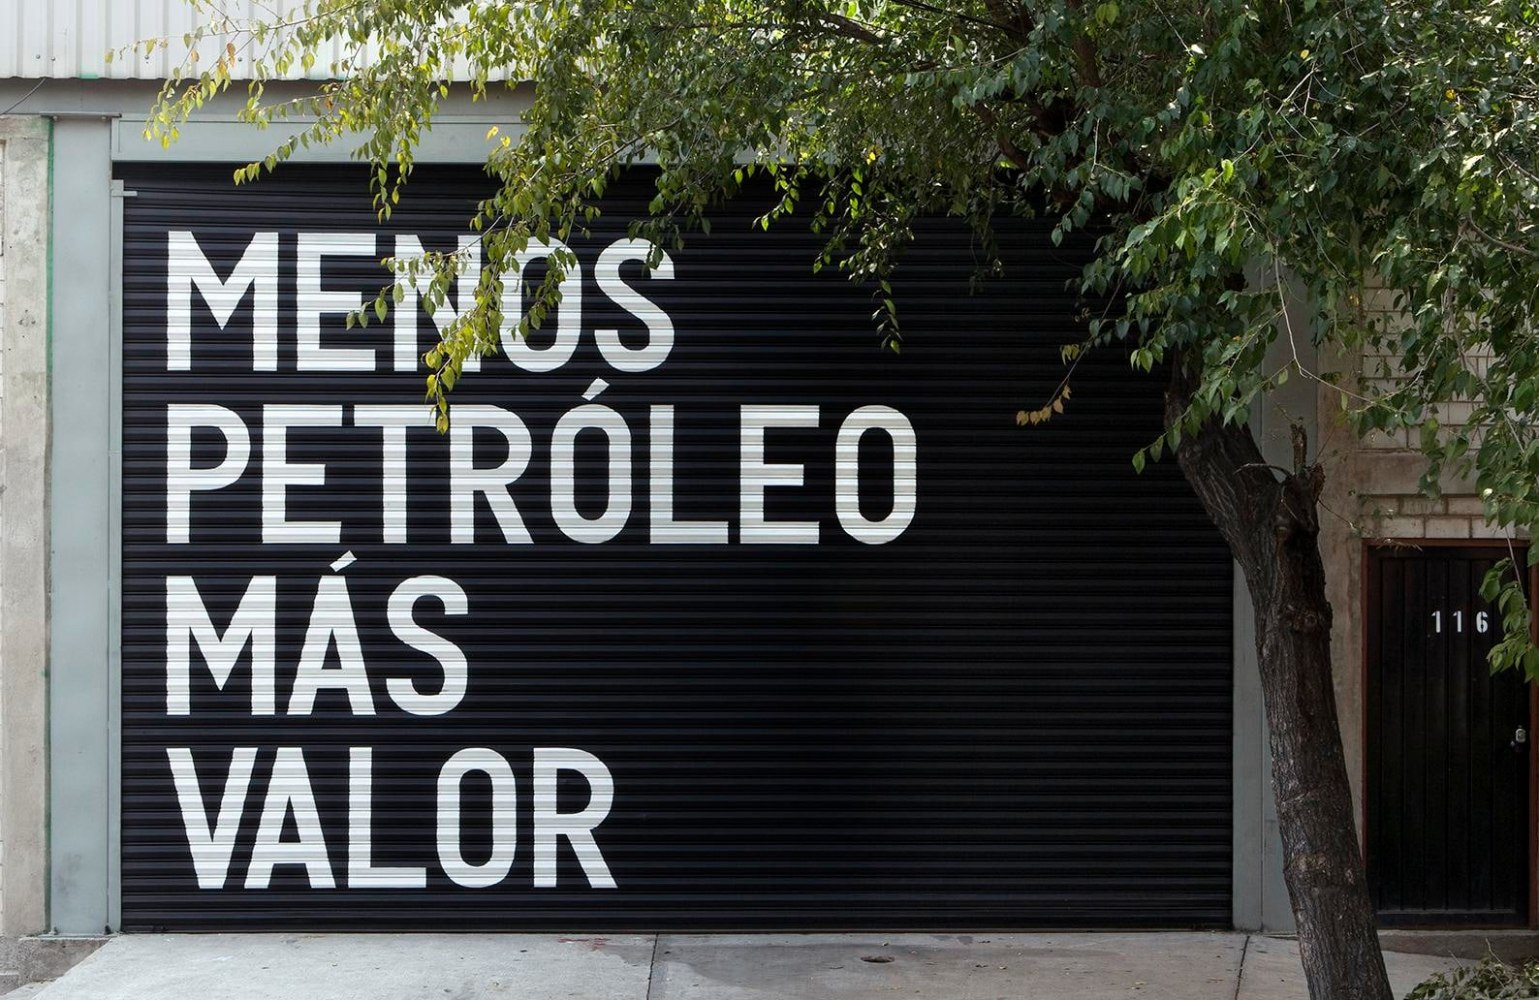 MENOS
PETRÓLEO
MÁS
VALOR
116